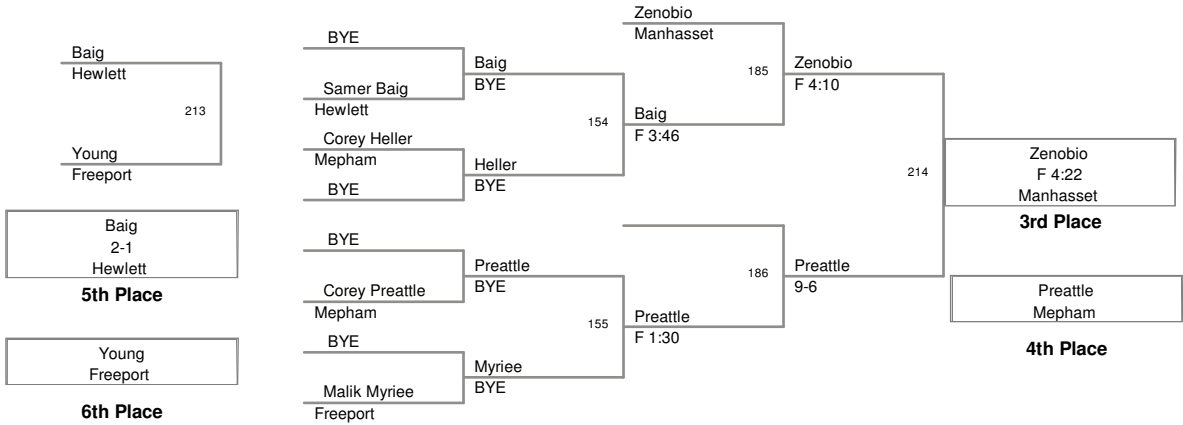 Baig
Hewlett
213
Young
Freeport
Baig
2-1
Hewlett
5th Place
Young
Freeport
6th Place
BYE
Samer Baig
Hewlett
Corey Heller
Mepham
BYE
BYE
Corey Preattle
Mepham
BYE
Malik Myriee
Freeport
Baig
BYE
Heller
BYE
Preattle
BYE
Myriee
BYE
154
155
Zenobio
Manhasset
Baig
F 3:46
Preattle
F 1:30
185
186
Zenobio
F 4:10
Preattle
9-6
214
Zenobio
F 4:22
Manhasset
3rd Place
Preattle
Mepham
4th Place